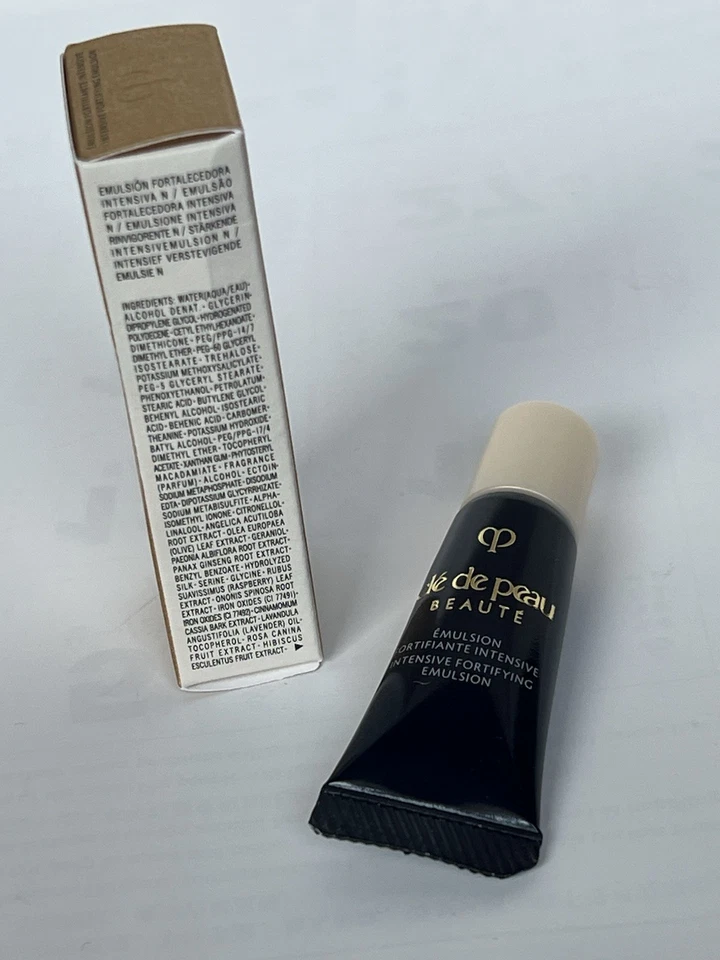 EMULSIÓN FORTALECEDORA
INTENSIVA N / EMULSÃO
FORTALECEDORA INTENSIVA
N / EMULSIONE INTENSIVA
RINVIGORENTE N / STÄRKENDE
INTENSIVEMULSION N /
INTENSIEF VERSTEVIGENDE
EMULSIE N
INGREDIENTS: WATER(AQUA/EAU)·
ALCOHOL DENAT.·GLYCERIN·
DIPROPYLENE GLYCOL·HYDROGENATED
POLYDECENE·CETYL ETHYLHEXANOATE·
DIMETHICONE·PEG/PPG-14/7
DIMETHYL ETHER·PEG-60 GLYCERYL
ISOSTEARATE·TREHALOSE·
POTASSIUM METHOXYSALICYLATE·
PEG-5 GLYCERYL STEARATE·
PHENOXYETHANOL·PETROLATUM·
STEARIC ACID·BUTYLENE GLYCOL·
BEHENYL ALCOHOL·ISOSTEARIC
ACID·BEHENIC ACID·CARBOMER·
THEANINE·POTASSIUM HYDROXIDE·
BATYL ALCOHOL·PEG/PPG-17/4
DIMETHYL ETHER·TOCOPHERYL
ACETATE·XANTHAN GUM·PHYTOSTERYL
MACADAMIATE·FRAGRANCE
(PARFUM)·ALCOHOL·ECTOIN·
SODIUM METAPHOSPHATE·DISODIUM
EDTA·DIPOTASSIUM GLYCYRRHIZATE·
SODIUM METABISULFITE·ALPHA-
ISOMETHYL IONONE·CITRONELLOL·
LINALOOL·ANGELICA ACUTILOBA
ROOT EXTRACT·OLEA EUROPAEA
(OLIVE) LEAF EXTRACT·GERANIOL·
PAEONIA ALBIFLORA ROOT EXTRACT·
PANAX GINSENG ROOT EXTRACT·
BENZYL BENZOATE·HYDROLYZED
SILK·SERINE·GLYCINE·RUBUS
SUAVISSIMUS (RASPBERRY) LEAF
EXTRACT·ONONIS SPINOSA ROOT
EXTRACT·IRON OXIDES (CI 77491)·
IRON OXIDES (CI 77492)·CINNAMOMUM
CASSIA BARK EXTRACT·LAVANDULA
ANGUSTIFOLIA (LAVENDER) OIL·
TOCOPHEROL·ROSA CANINA
FRUIT EXTRACT·HIBISCUS
ESCULENTUS FRUIT EXTRACT·
clé de peau
BEAUTÉ
ÉMULSION
FORTIFIANTE INTENSIVE
INTENSIVE FORTIFYING
EMULSION